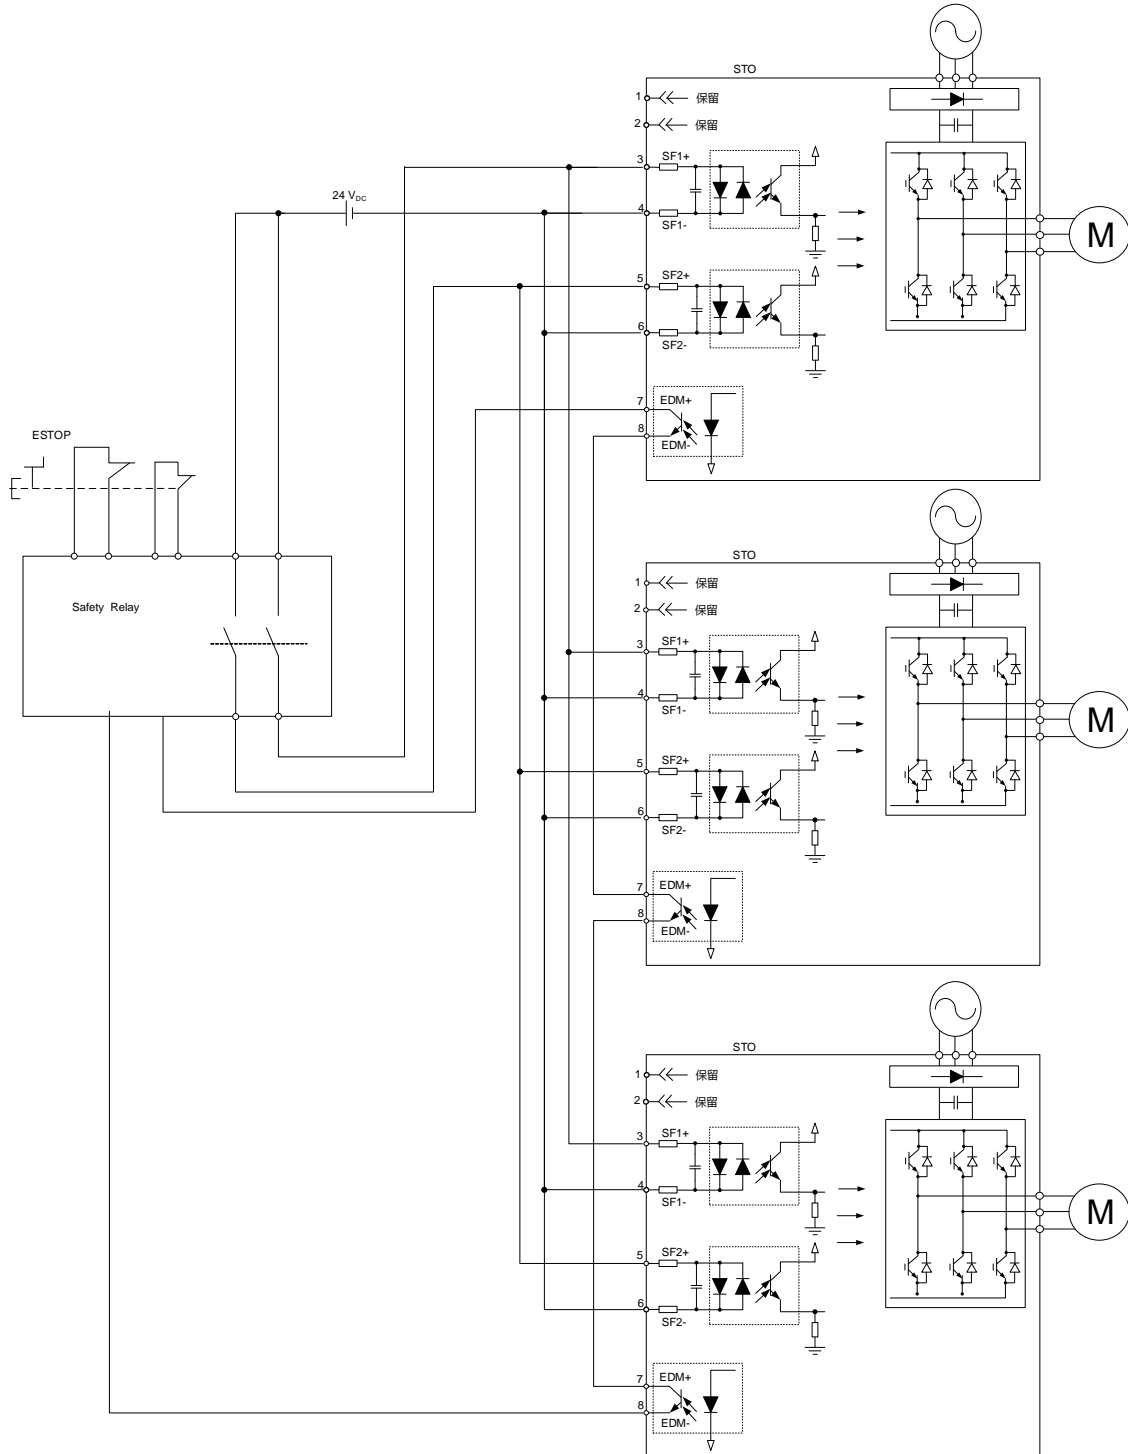 STO
1 保留
2 保留
3 SF1+
24 VDC
4 SF1-
5 SF2+
6 SF2-
7 EDM+
8 EDM-
M
ESTOP
Safety Relay
STO
1 保留
2 保留
3 SF1+
4 SF1-
5 SF2+
6 SF2-
7 EDM+
8 EDM-
M
STO
1 保留
2 保留
3 SF1+
4 SF1-
5 SF2+
6 SF2-
7 EDM+
8 EDM-
M